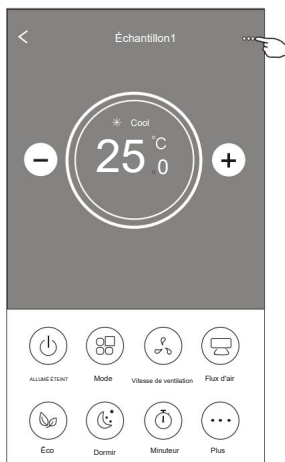 Échantillon1
Cool
25 °C
°.0
ALLUMÉ ÉTEINT Mode Vitesse de ventilation Flux d'air
Éco Dormir Minuteur Plus